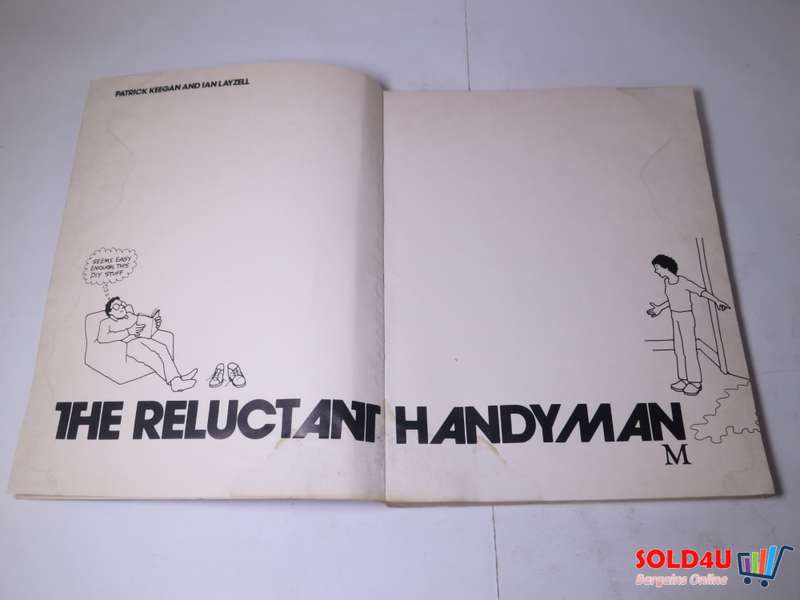 PATRICK KEEGAN AND IAN LAYZELL
SEEMS EASY
ENOUGH, THIS
DIY STUFF
THE RELUCTANT HANDYMAN
M
SOLD4U
Bargains Online